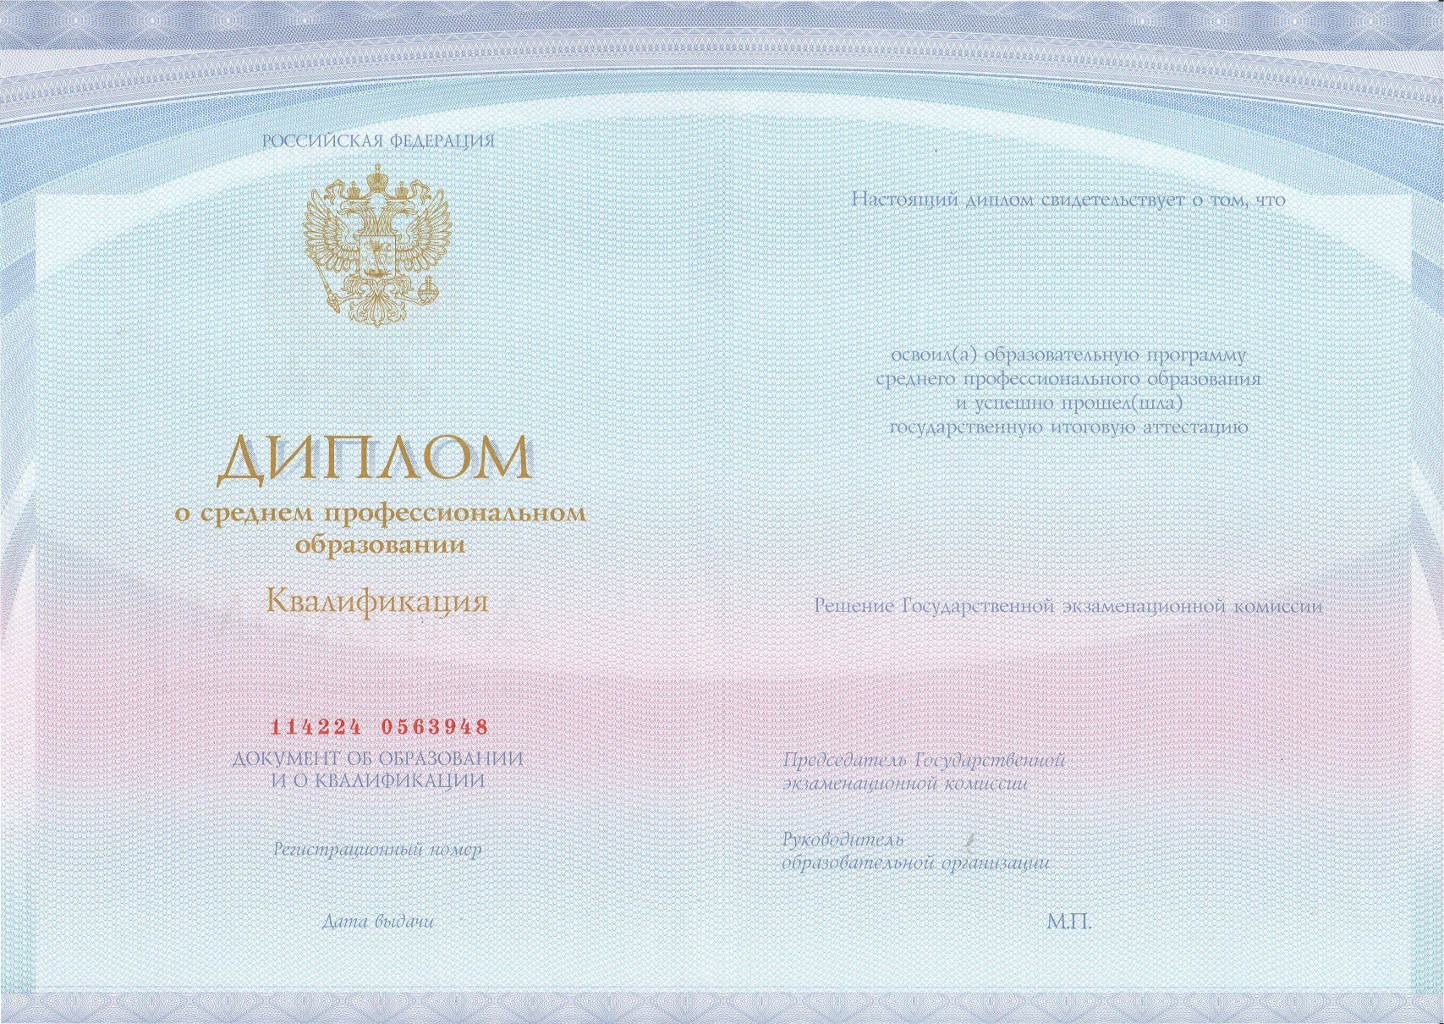 РОССИЙСКАЯ ФЕДЕРАЦИЯ
ДИПЛОМ
о среднем профессиональном
образовании
Квалификация
114224 0563948
ДОКУМЕНТ ОБ ОБРАЗОВАНИИ
И О КВАЛИФИКАЦИИ
Регистрационный номер
Дата выдачи
Настоящий диплом свидетельствует о том, что
освоил(а) образовательную программу
среднего профессионального образования
и успешно прошел(шла)
государственную итоговую аттестацию
Решение Государственной экзаменационной комиссии
Председатель Государственной
экзаменационной комиссии
Руководитель
образовательной организации
М.П.